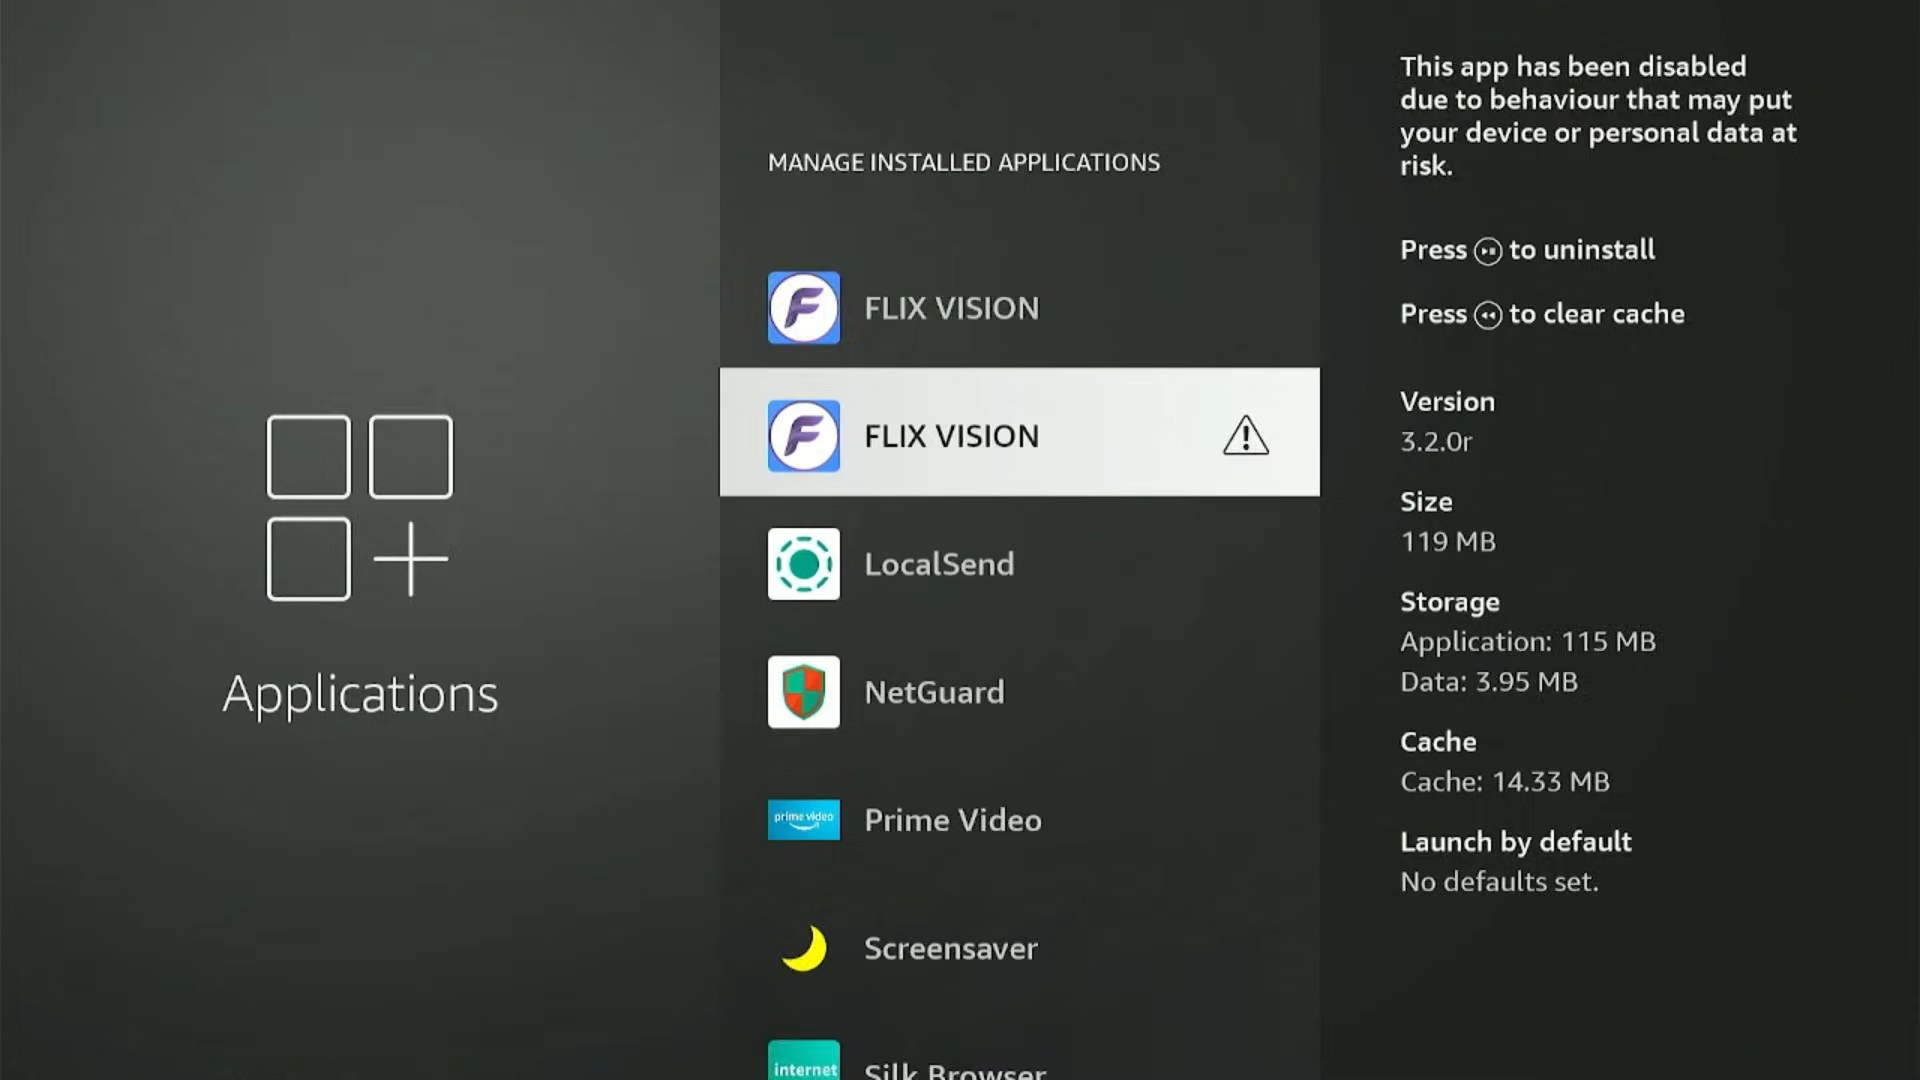 Applications
MANAGE INSTALLED APPLICATIONS
FLIX VISION
FLIX VISION
LocalSend
NetGuard
prime video
Prime Video
Screensaver
internet
Silk Browser
This app has been disabled
due to behaviour that may put
your device or personal data at
risk.
Press to uninstall
Press to clear cache
Version
3.2.0r
Size
119 MB
Storage
Application: 115 MB
Data: 3.95 MB
Cache
Cache: 14.33 MB
Launch by default
No defaults set.